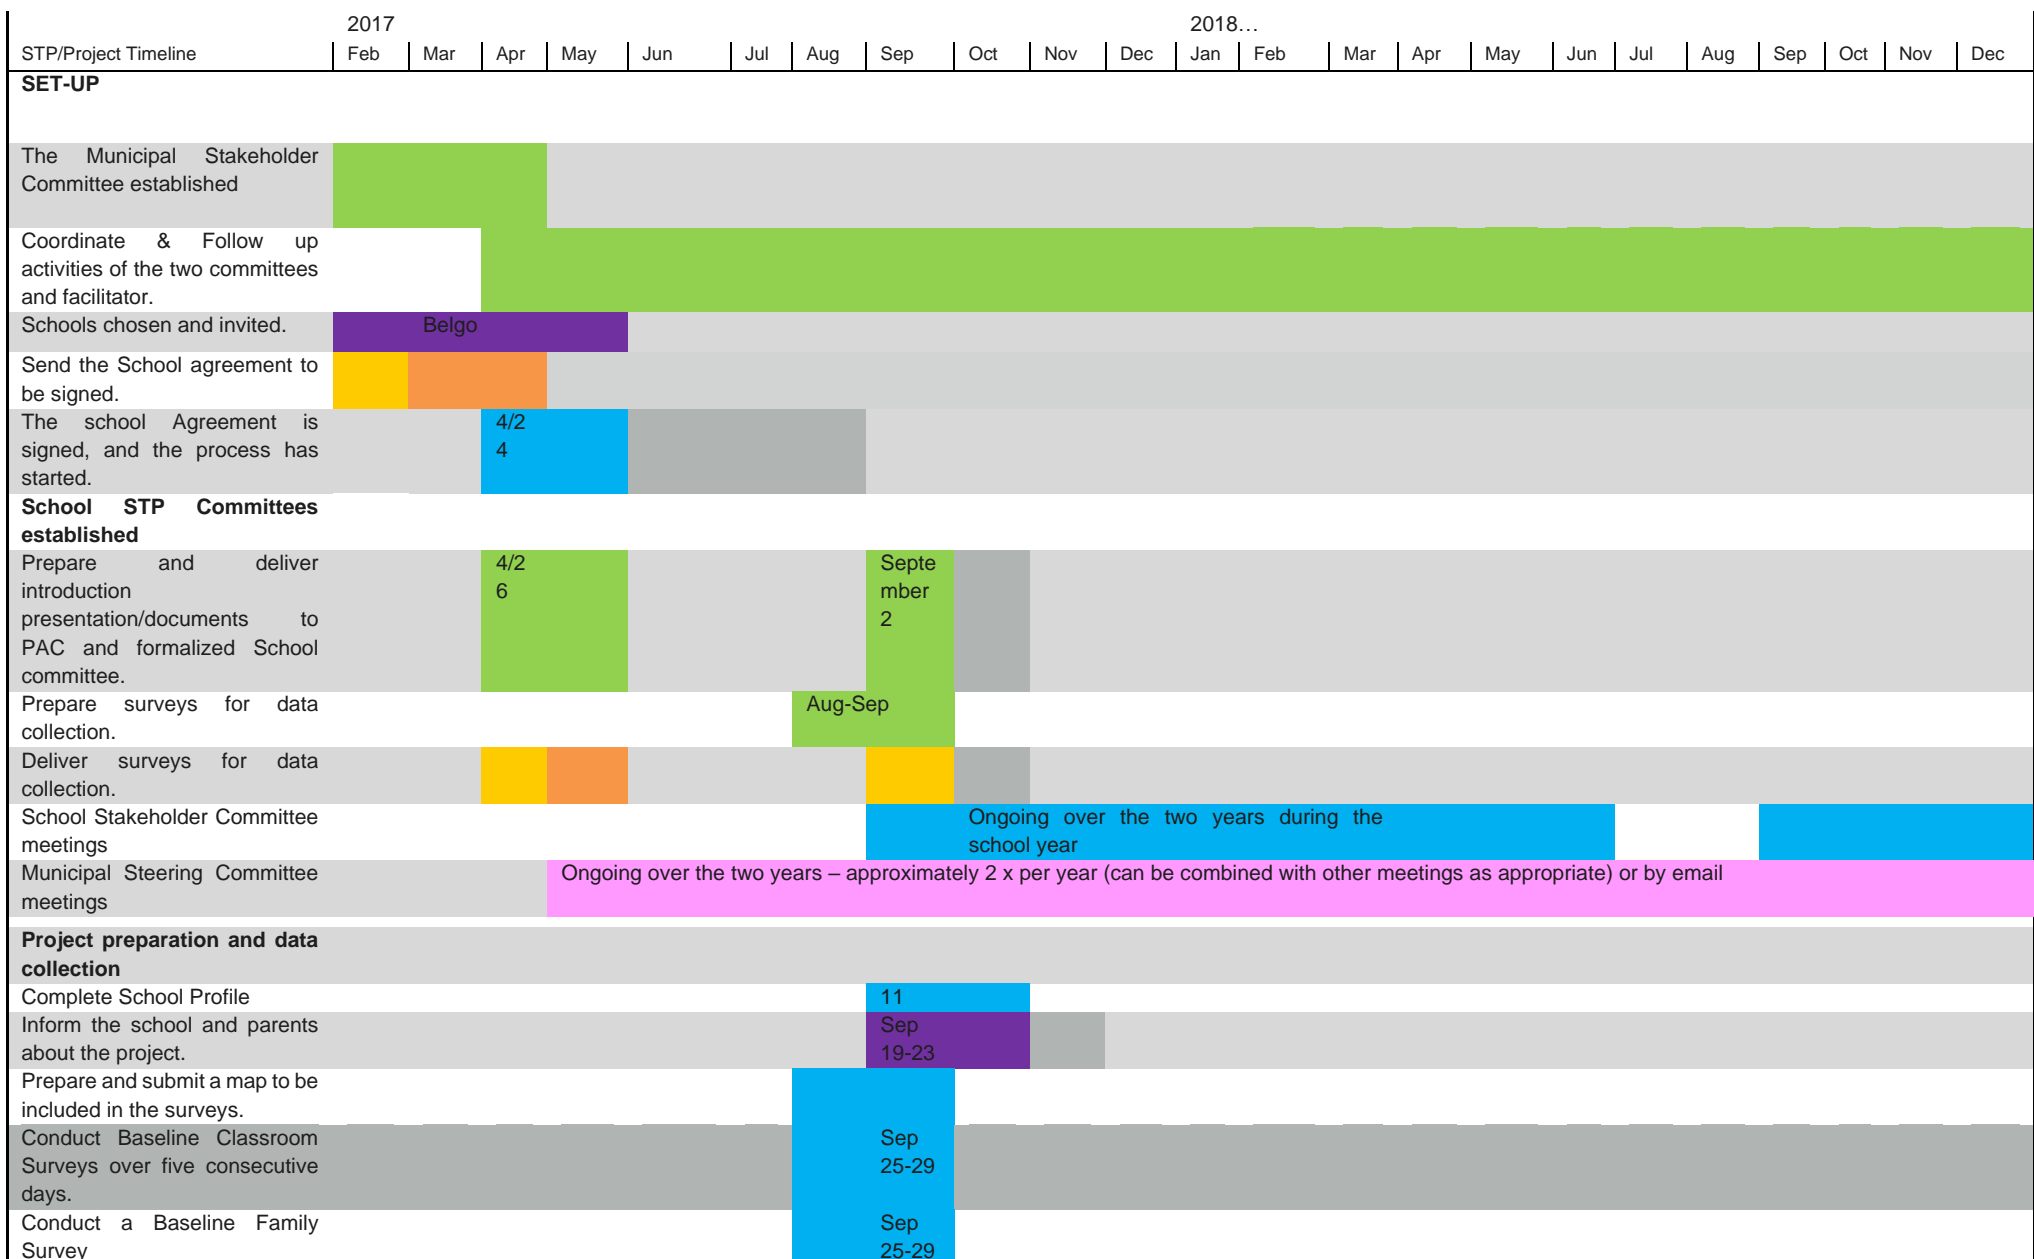 2017 2018…
STP/Project Timeline Feb Mar Apr May Jun Jul Aug Sep Oct Nov Dec Jan Feb Mar Apr May Jun Jul Aug Sep Oct Nov Dec
SET-UP
The Municipal Stakeholder
Committee established
Coordinate & Follow up
activities of the two committees
and facilitator.
Schools chosen and invited. Belgo
Send the School agreement to
be signed.
The school Agreement is 4/2
signed, and the process has 4
started.
School STP Committees
established
Prepare and deliver 4/2 Septe
introduction 6 mber
presentation/documents to 2
PAC and formalized School
committee.
Prepare surveys for data Aug-Sep
collection.
Deliver surveys for data
collection.
School Stakeholder Committee Ongoing over the two years during the
meetings school year
Municipal Steering Committee Ongoing over the two years – approximately 2 x per year (can be combined with other meetings as appropriate) or by email
meetings
Project preparation and data
collection
Complete School Profile 11
Inform the school and parents Sep
about the project. 19-23
Prepare and submit a map to be
included in the surveys.
Conduct Baseline Classroom Sep
Surveys over five consecutive 25-29
days.
Conduct a Baseline Family Sep
Survey 25-29